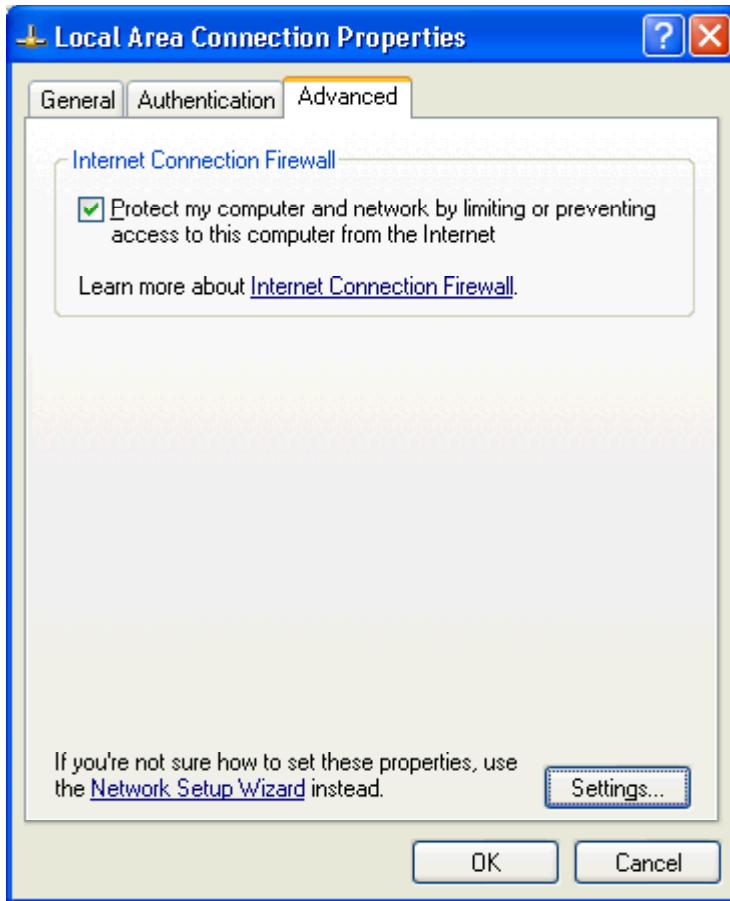 Local Area Connection Properties
General
Authentication
Advanced
Internet Connection Firewall
Protect my computer and network by limiting or preventing
access to this computer from the Internet
Learn more about Internet Connection Firewall.
If you're not sure how to set these properties, use
the Network Setup Wizard instead.
Settings...
OK
Cancel